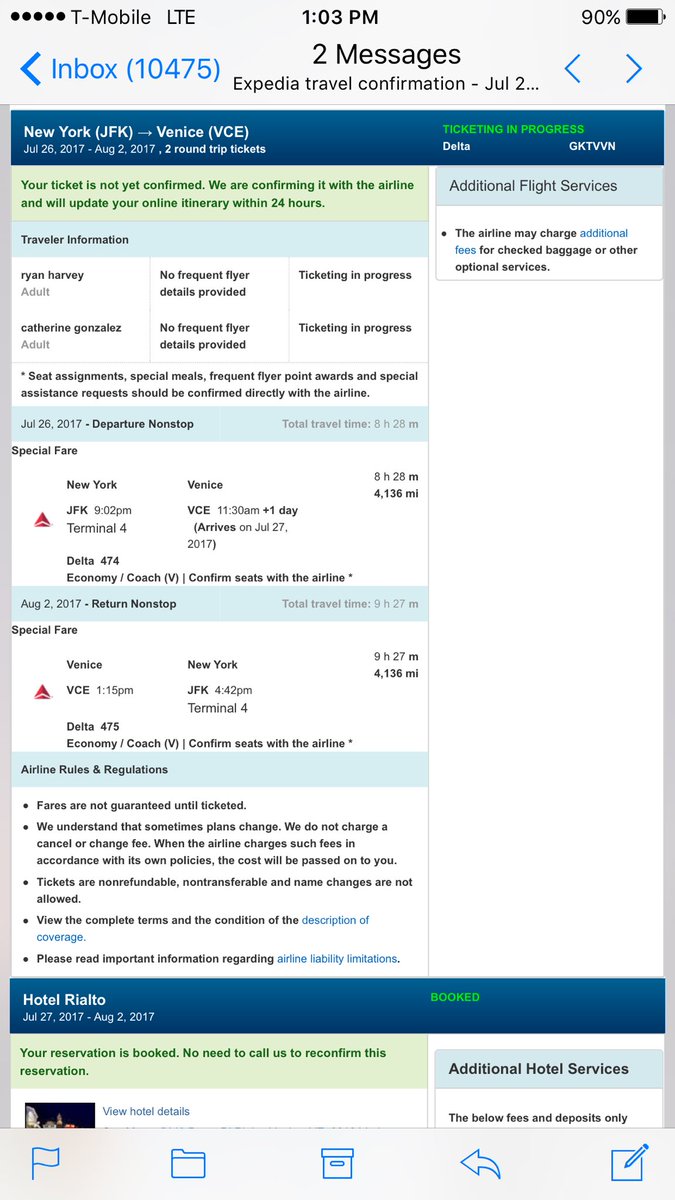 ●●●●● T-Mobile LTE 1:03 PM 90%
Inbox (10475)
2 Messages
Expedia travel confirmation - Jul 2...
New York (JFK) → Venice (VCE)
Jul 26, 2017 - Aug 2, 2017 , 2 round trip tickets
TICKETING IN PROGRESS
Delta GKTVVN
Your ticket is not yet confirmed. We are confirming it with the airline
and will update your online itinerary within 24 hours.
Traveler Information
ryan harvey
Adult
No frequent flyer
details provided
Ticketing in progress
catherine gonzalez
Adult
No frequent flyer
details provided
Ticketing in progress
* Seat assignments, special meals, frequent flyer point awards and special
assistance requests should be confirmed directly with the airline.
Additional Flight Services
• The airline may charge additional
fees for checked baggage or other
optional services.
Jul 26, 2017 - Departure Nonstop Total travel time: 8 h 28 m
Special Fare
New York Venice 8 h 28 m
4,136 mi
JFK 9:02pm
Terminal 4
VCE 11:30am +1 day
(Arrives on Jul 27,
2017)
Delta 474
Economy / Coach (V) | Confirm seats with the airline *
Aug 2, 2017 - Return Nonstop Total travel time: 9 h 27 m
Special Fare
Venice New York 9 h 27 m
4,136 mi
VCE 1:15pm JFK 4:42pm
Terminal 4
Delta 475
Economy / Coach (V) | Confirm seats with the airline *
Airline Rules & Regulations
• Fares are not guaranteed until ticketed.
• We understand that sometimes plans change. We do not charge a
cancel or change fee. When the airline charges such fees in
accordance with its own policies, the cost will be passed on to you.
• Tickets are nonrefundable, nontransferable and name changes are not
allowed.
• View the complete terms and the condition of the description of
coverage.
• Please read important information regarding airline liability limitations.
Hotel Rialto
Jul 27, 2017 - Aug 2, 2017
BOOKED
Your reservation is booked. No need to call us to reconfirm this
reservation.
View hotel details
Additional Hotel Services
The below fees and deposits only